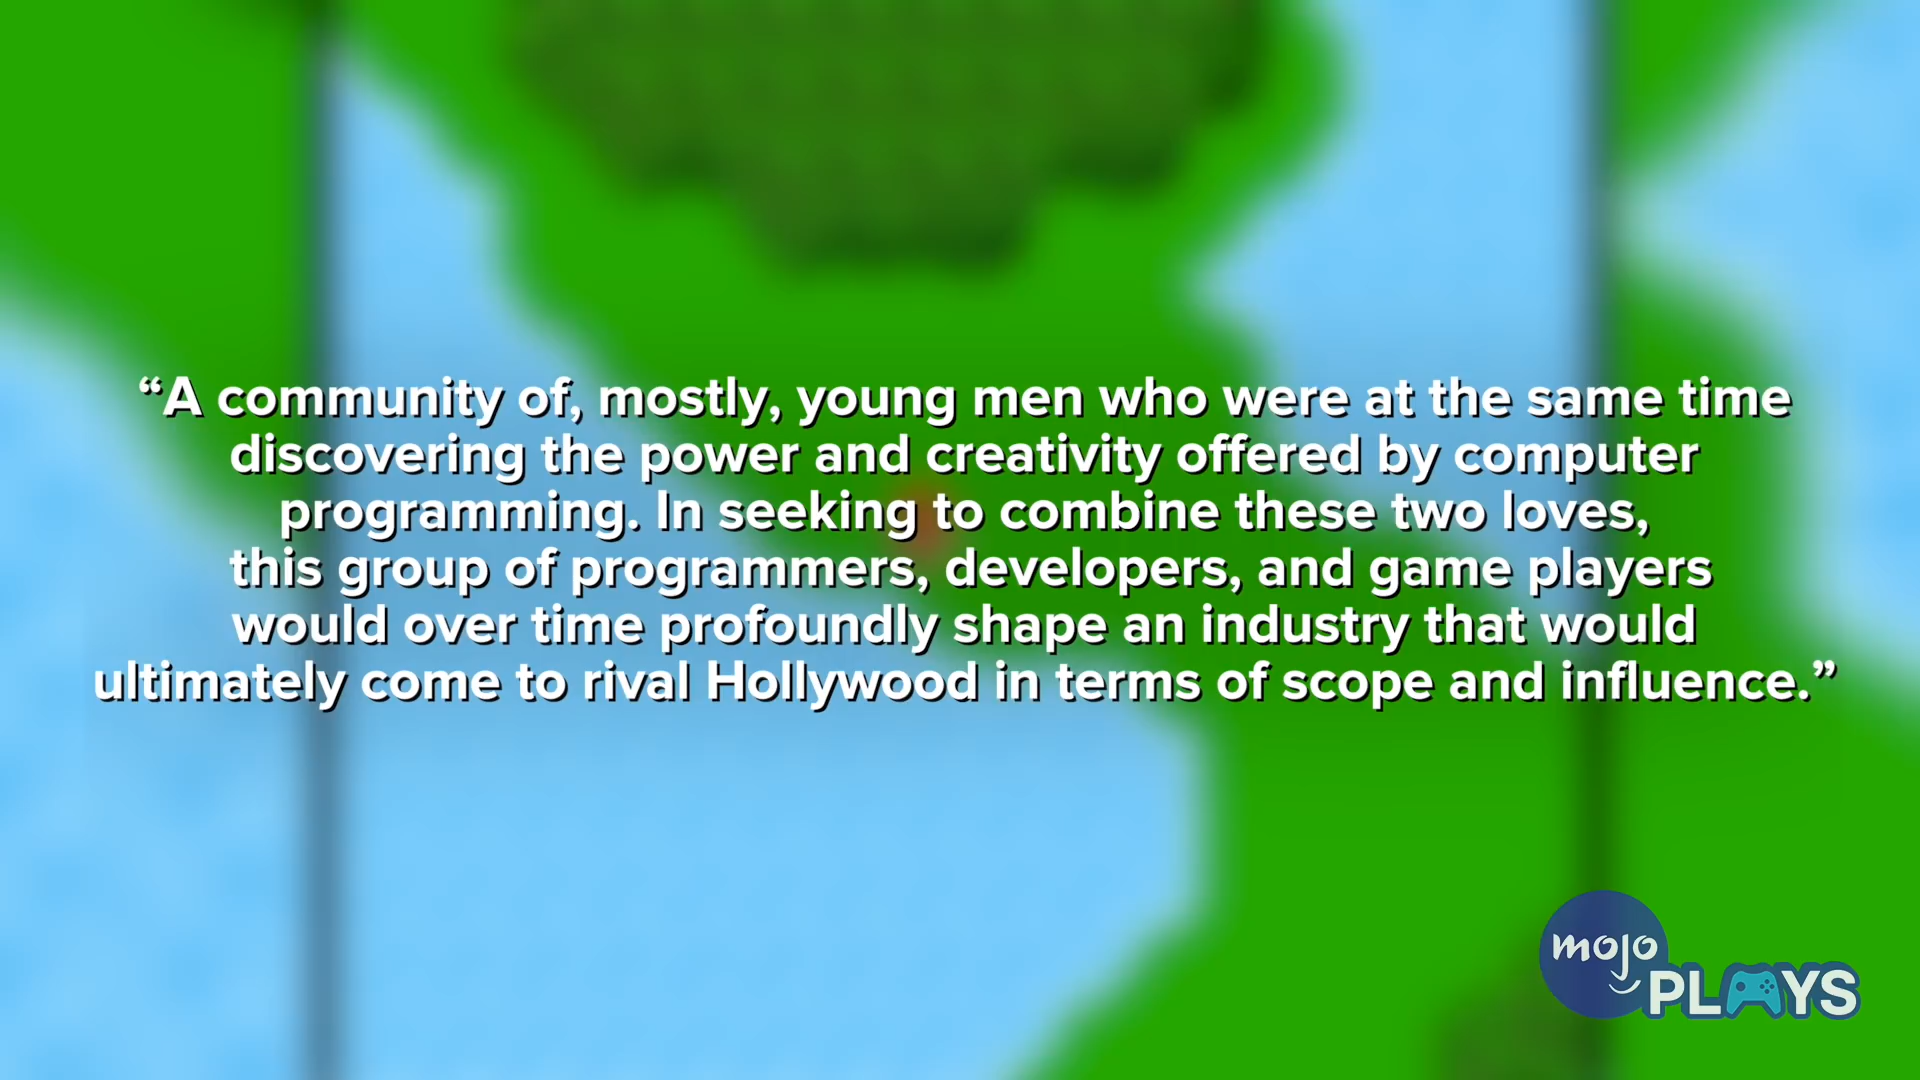 “A community of, mostly, young men who were at the same time
discovering the power and creativity offered by computer
programming. In seeking to combine these two loves,
this group of programmers, developers, and game players
would over time profoundly shape an industry that would
ultimately come to rival Hollywood in terms of scope and influence.”
mojo
PLAYS